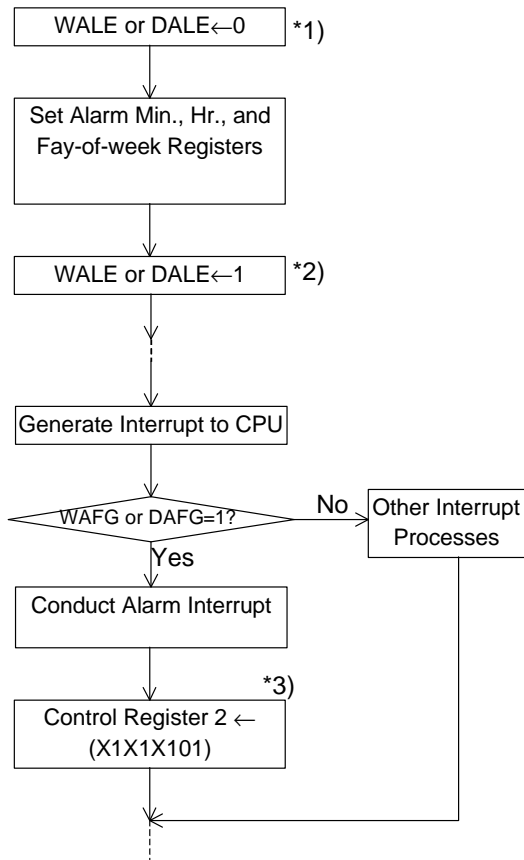 WALE or DALE←0
*1)
Set Alarm Min., Hr., and
Fay-of-week Registers
WALE or DALE←1
*2)
Generate Interrupt to CPU
WAFG or DAFG=1?
No
Other Interrupt
Processes
Yes
Conduct Alarm Interrupt
*3)
Control Register 2 ←
(X1X1X101)